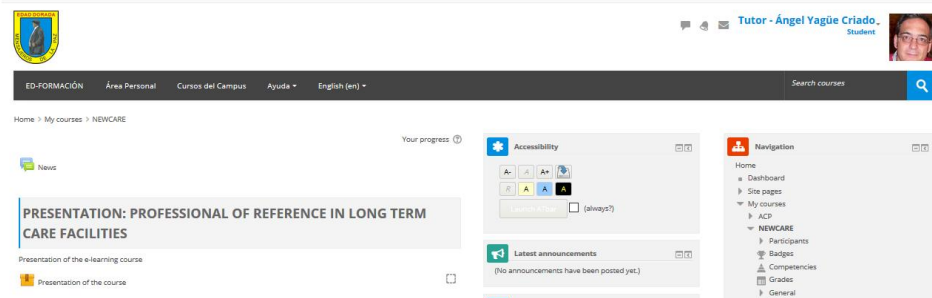 EDAD DORADA
Tutor - Ángel Yagüe Criado
Student
ED-FORMACIÓN Área Personal Cursos del Campus Ayuda English (en)
Search courses
Home > My courses > NEWCARE
Your progress
News
PRESENTATION: PROFESSIONAL OF REFERENCE IN LONG TERM
CARE FACILITIES
Presentation of the e-learning course
Presentation of the course
Accessibility
A- A A+
R A A A
(always?)
Latest announcements
(No announcements have been posted yet.)
Navigation
Home
Dashboard
Site pages
My courses
ACP
NEWCARE
Participants
Badges
Competencies
Grades
General